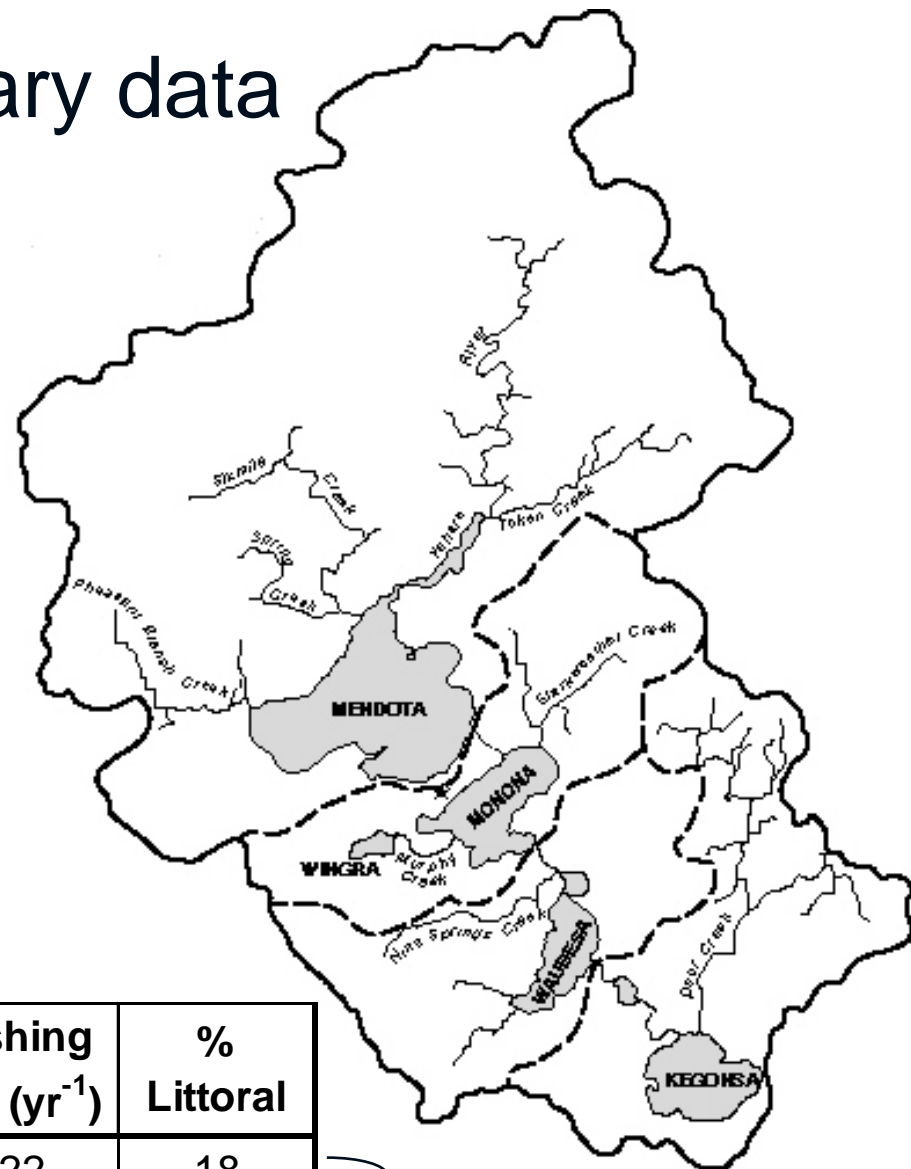 ary data
River
Sixmile
Creek
Yahara
Token Creek
Spring
Creek
Pheasant Branch Creek
Starkweather Creek
MENDOTA
MONONA
WINGRA
Murphy
Creek
Nine Springs Creek
WAUBESA
Door Creek
KEGONSA
shing
(yr-1)
%
Littoral
22
18